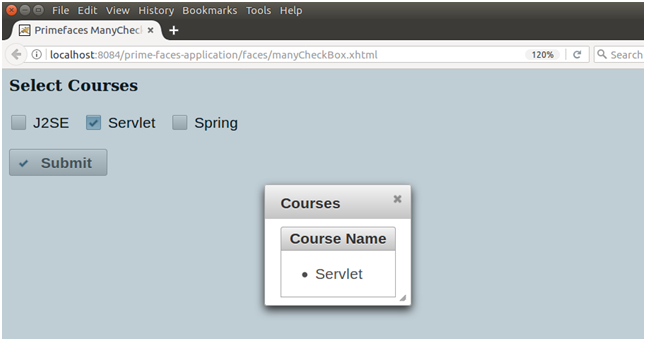 File Edit View History Bookmarks Tools Help
Primefaces ManyChec
localhost:8084/prime-faces-application/faces/manyCheckBox.xhtml 120% Search
Select Courses
J2SE Servlet Spring
Submit
Courses
Course Name
• Servlet